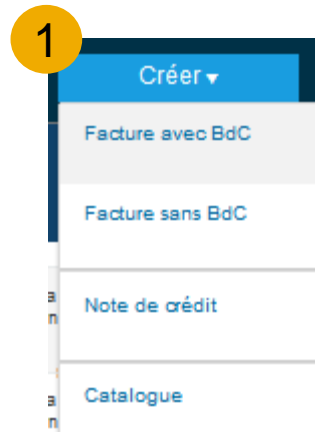 1
Créer ▾
Facture avec BdC
Facture sans BdC
Note de crédit
Catalogue